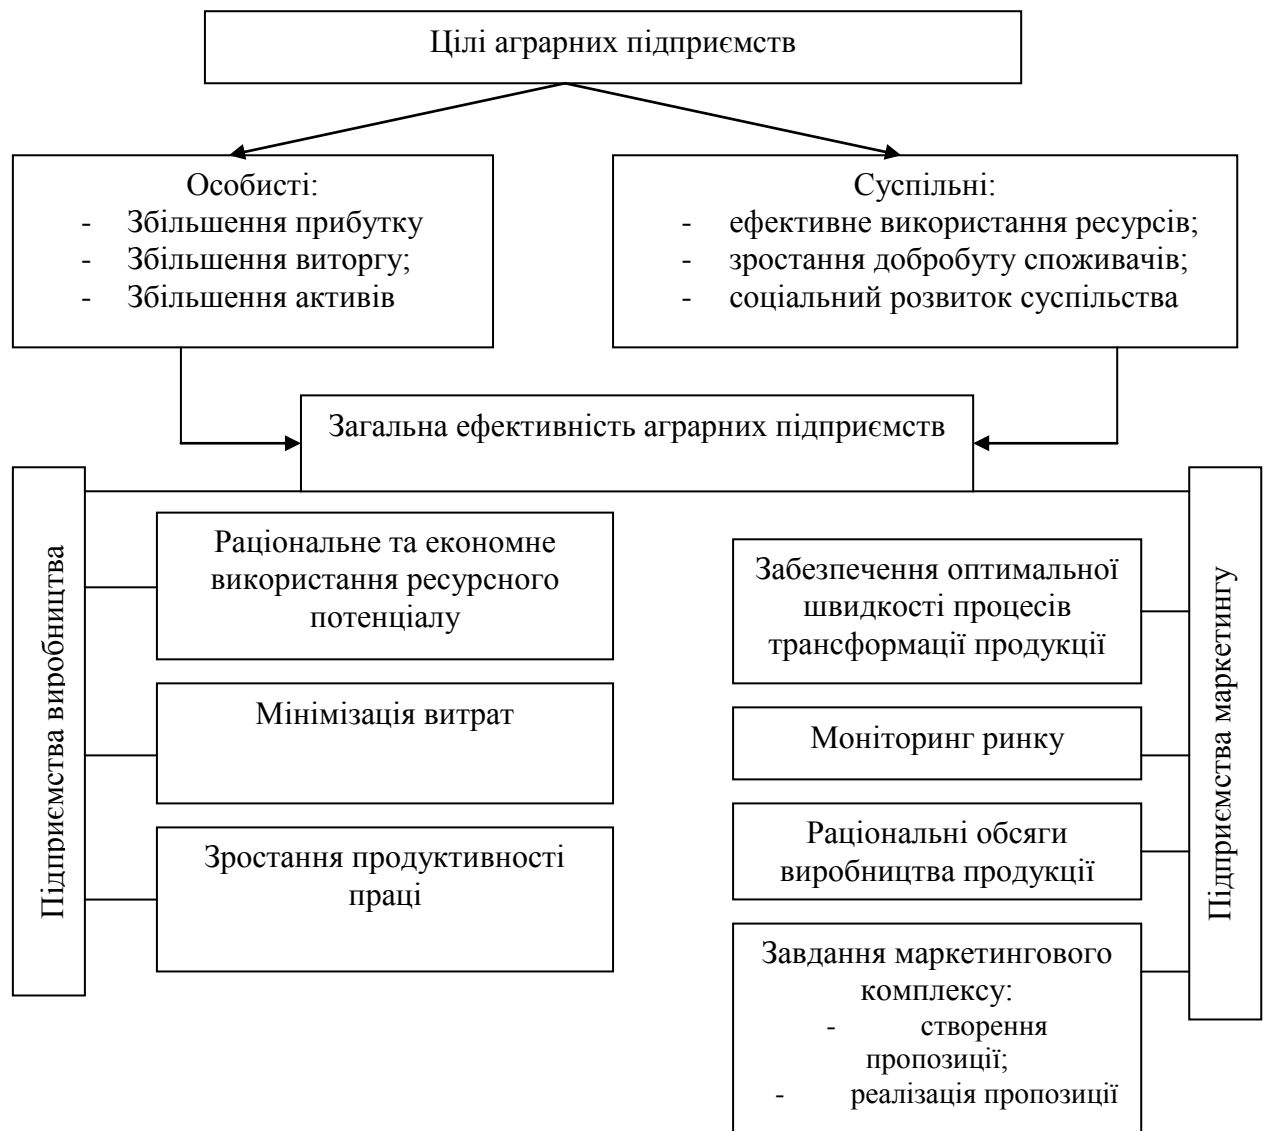 Цілі аграрних підприємств
Особисті:
- Збільшення прибутку
- Збільшення виторгу;
- Збільшення активів
Суспільні:
- ефективне використання ресурсів;
- зростання добробуту споживачів;
- соціальний розвиток суспільства
Загальна ефективність аграрних підприємств
Підприємства виробництва
Раціональне та економне
використання ресурсного
потенціалу
Мінімізація витрат
Зростання продуктивності
праці
Забезпечення оптимальної
швидкості процесів
трансформації продукції
Моніторинг ринку
Раціональні обсяги
виробництва продукції
Завдання маркетингового
комплексу:
- створення
пропозиції;
- реалізація пропозиції
Підприємства маркетингу